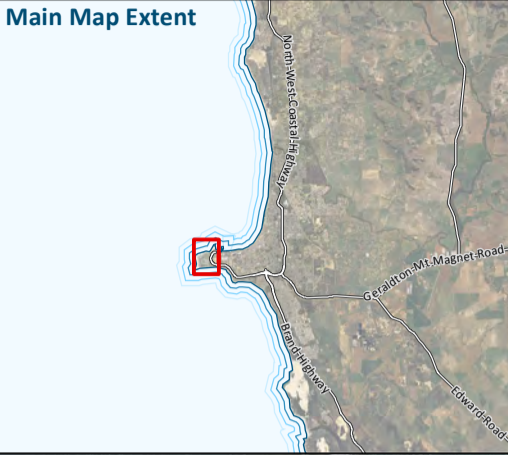 Main Map Extent
North-West-Coastal-Highway
Geraldton-Mt.Magnet-Road-
Brand-Highway
Edward-Road-